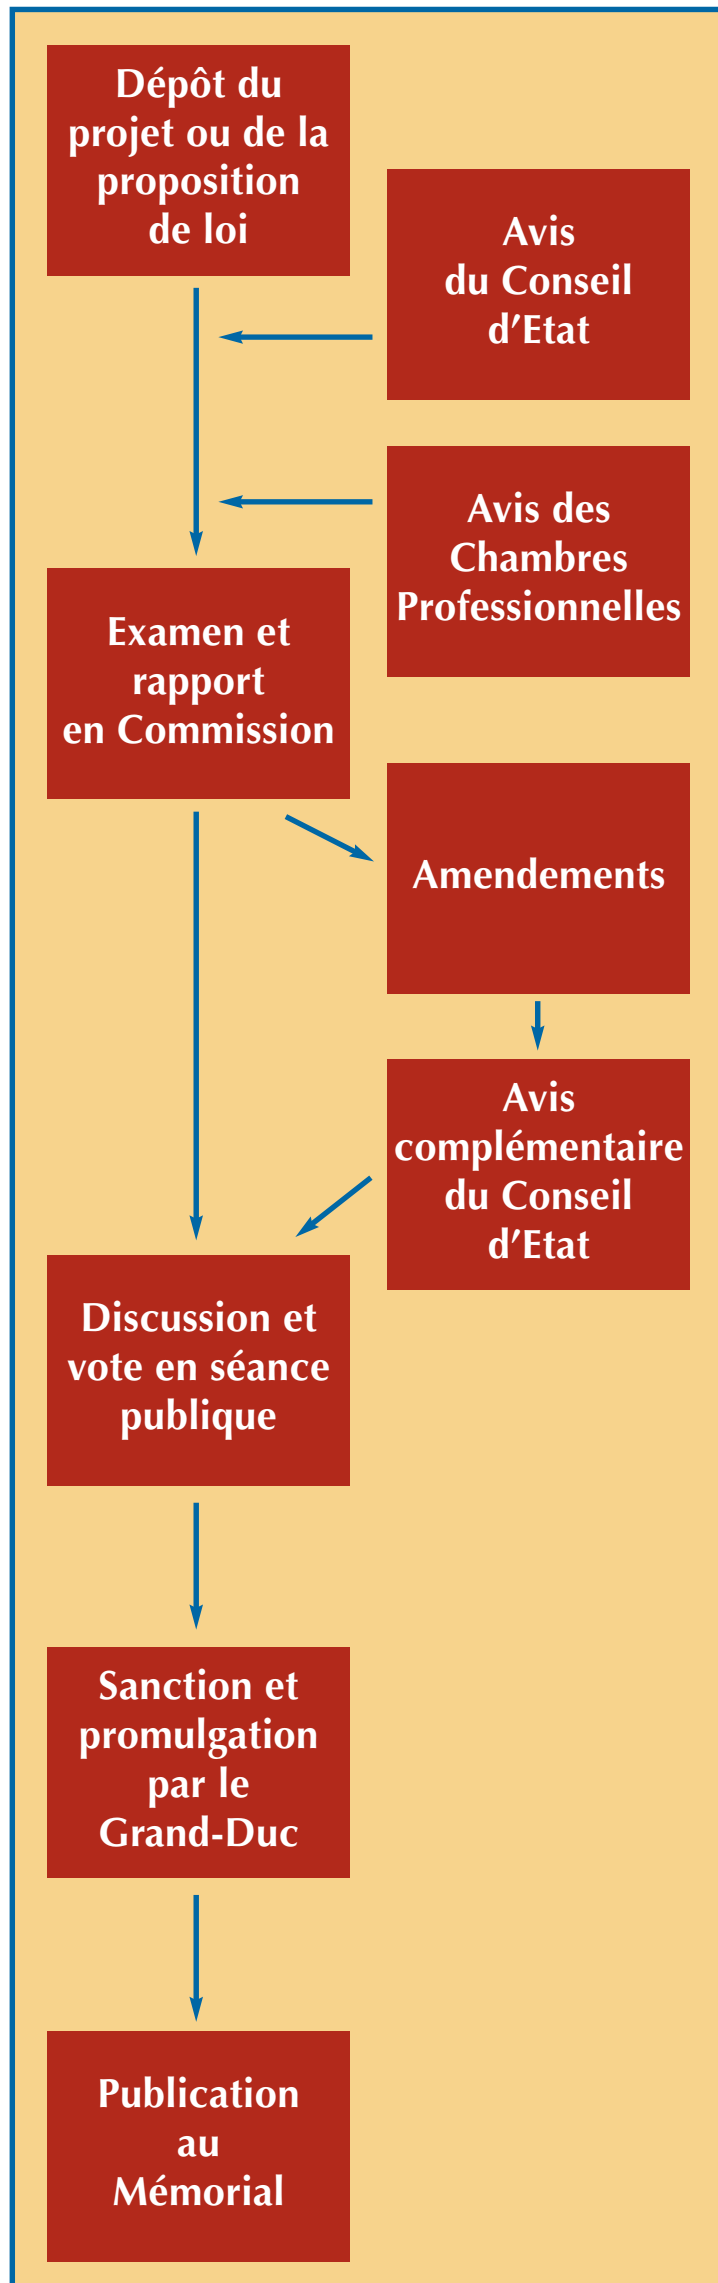 Dépôt du
projet ou de la
proposition
de loi
Avis
du Conseil
d'Etat
Avis des
Chambres
Professionnelles
Examen et
rapport
en Commission
Amendements
Avis
complémentaire
du Conseil
d'Etat
Discussion et
vote en séance
publique
Sanction et
promulgation
par le
Grand-Duc
Publication
au
Mémorial